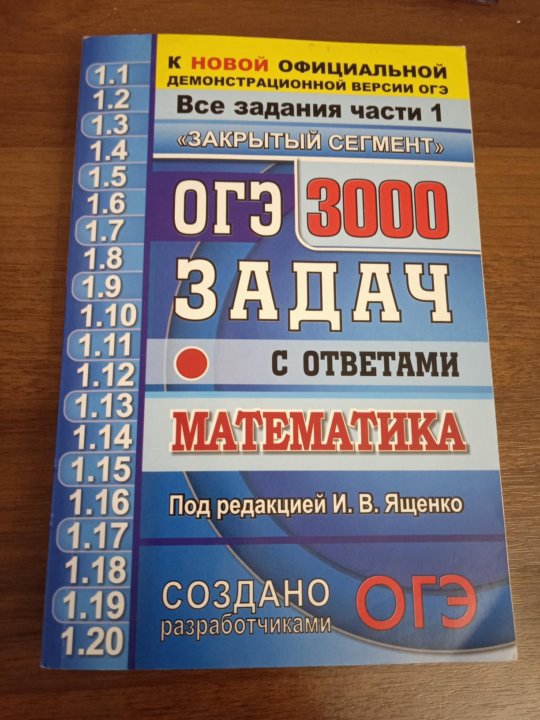 К НОВОЙ ОФИЦИАЛЬНОЙ
ДЕМОНСТРАЦИОННОЙ ВЕРСИИ ОГЭ
Все задания части 1
«ЗАКРЫТЫЙ СЕГМЕНТ»
ОГЭ 3000
ЗАДАЧ
С ОТВЕТАМИ
МАТЕМАТИКА
Под редакцией И. В. Ященко
СОЗДАНО
разработчиками
ОГЭ
1.1
1.2
1.3
1.4
1.5
1.6
1.7
1.8
1.9
1.10
1.11
1.12
1.13
1.14
1.15
1.16
1.17
1.18
1.19
1.20